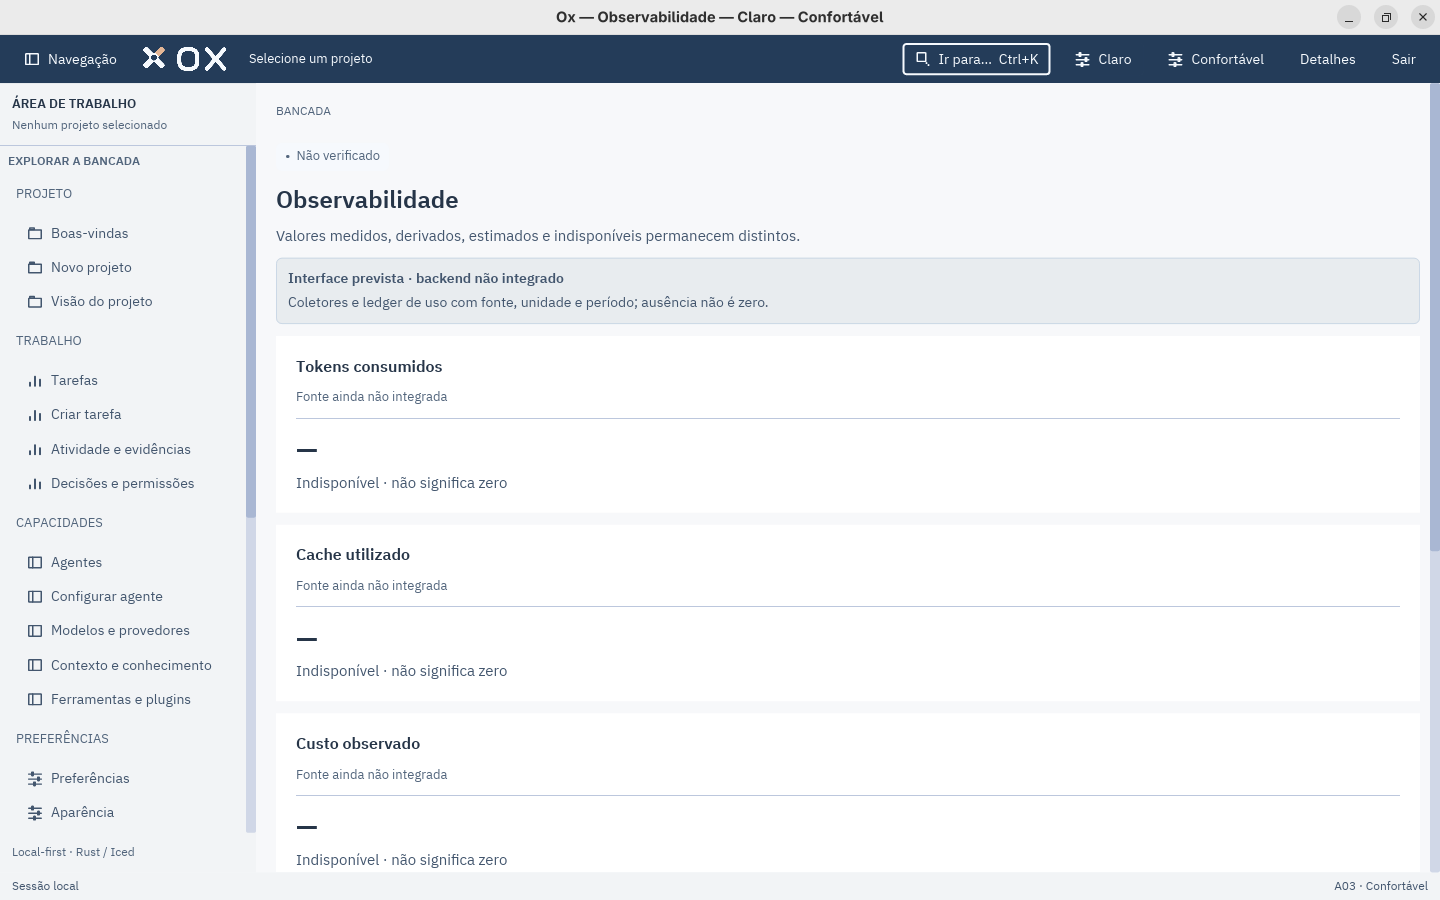 Ox — Observabilidade — Claro — Confortável
Navegação
OX
Selecione um projeto
Ir para... Ctrl+K
Claro
Confortável
Detalhes
Sair
ÁREA DE TRABALHO
Nenhum projeto selecionado
EXPLORAR A BANCADA
PROJETO
Boas-vindas
Novo projeto
Visão do projeto
TRABALHO
Tarefas
Criar tarefa
Atividade e evidências
Decisões e permissões
CAPACIDADES
Agentes
Configurar agente
Modelos e provedores
Contexto e conhecimento
Ferramentas e plugins
PREFERÊNCIAS
Preferências
Aparência
Local-first · Rust / Iced
BANCADA
• Não verificado
Observabilidade
Valores medidos, derivados, estimados e indisponíveis permanecem distintos.
Interface prevista · backend não integrado
Coletores e ledger de uso com fonte, unidade e período; ausência não é zero.
Tokens consumidos
Fonte ainda não integrada
—
Indisponível · não significa zero
Cache utilizado
Fonte ainda não integrada
—
Indisponível · não significa zero
Custo observado
Fonte ainda não integrada
—
Indisponível · não significa zero
Sessão local
A03 · Confortável